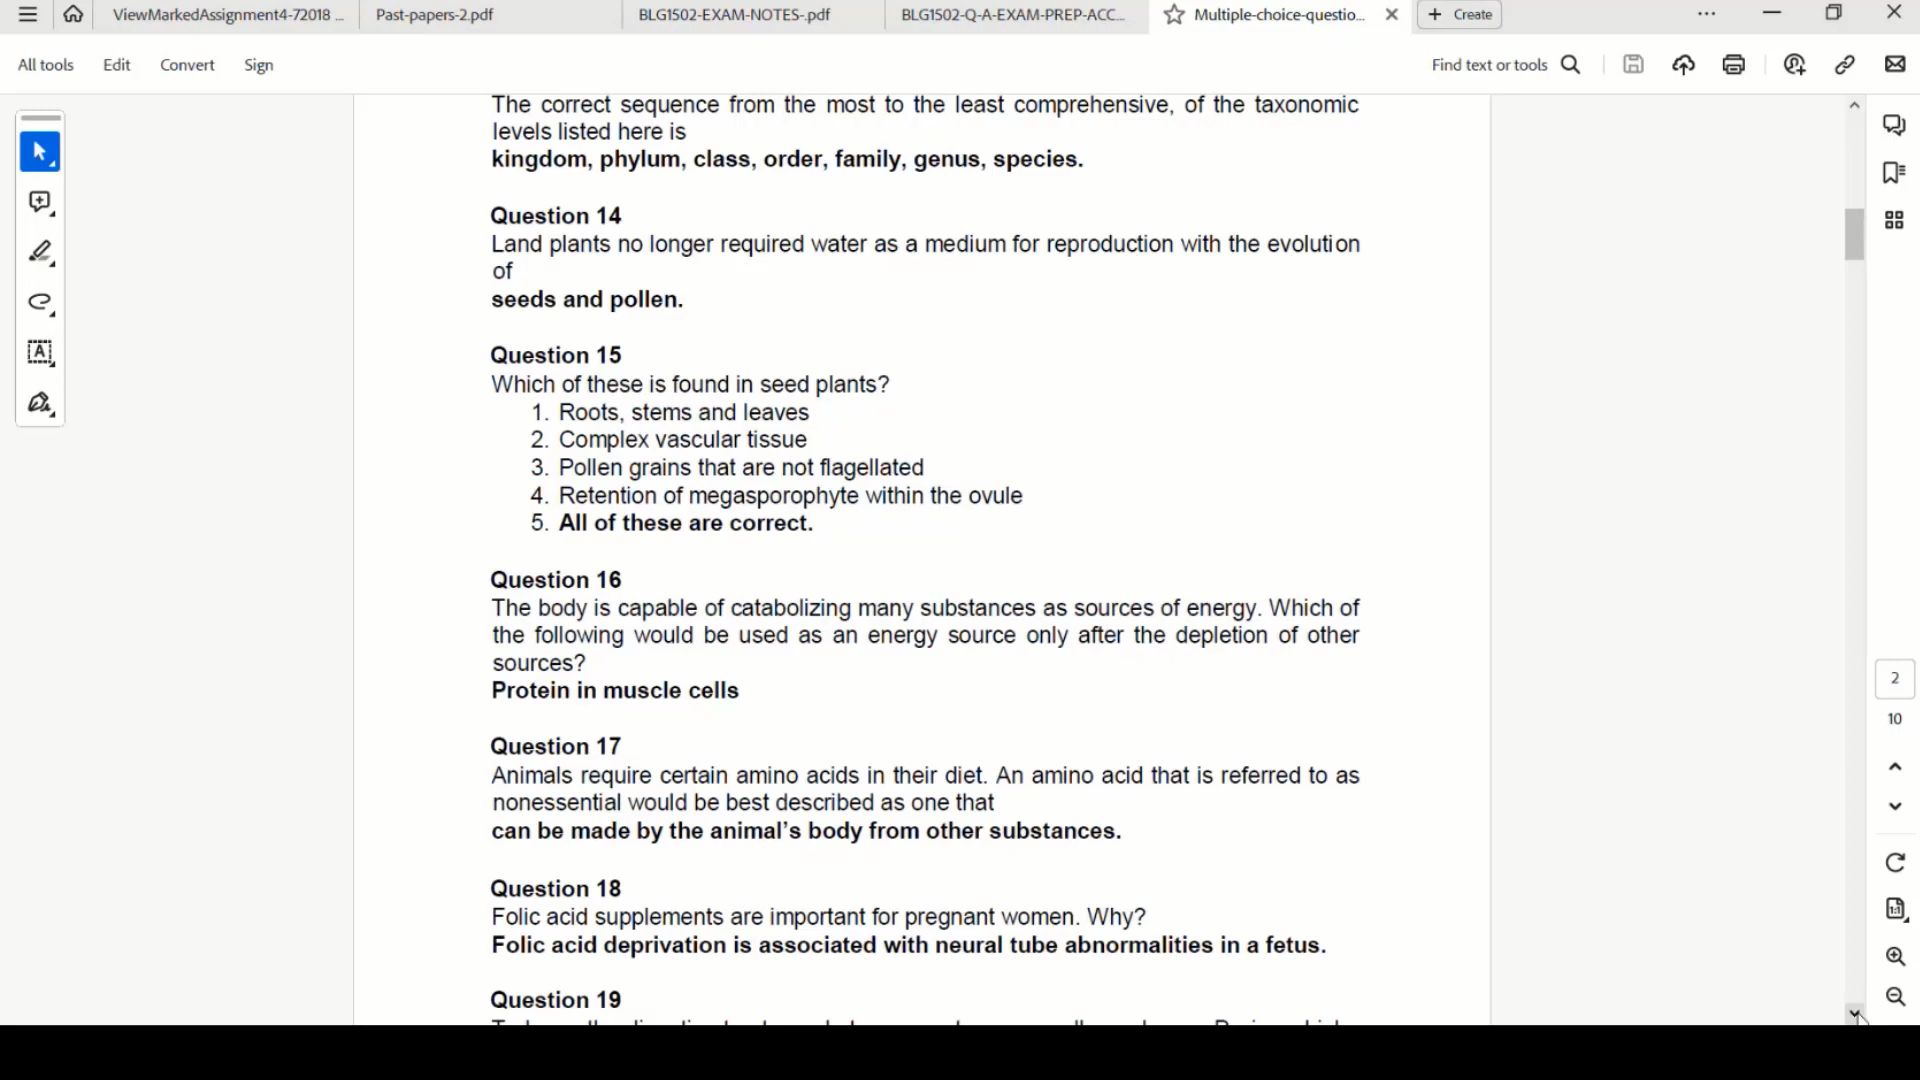 ViewMarkedAssignment4-72018 ...
Past-papers-2.pdf
BLG1502-EXAM-NOTES-.pdf
BLG1502-Q-A-EXAM-PREP-ACC...
Multiple-choice-questio...
Create
All tools
Edit
Convert
Sign
Find text or tools
The correct sequence from the most to the least comprehensive, of the taxonomic
levels listed here is
kingdom, phylum, class, order, family, genus, species.
Question 14
Land plants no longer required water as a medium for reproduction with the evolution
of
seeds and pollen.
Question 15
Which of these is found in seed plants?
1. Roots, stems and leaves
2. Complex vascular tissue
3. Pollen grains that are not flagellated
4. Retention of megasporophyte within the ovule
5. All of these are correct.
Question 16
The body is capable of catabolizing many substances as sources of energy. Which of
the following would be used as an energy source only after the depletion of other
sources?
Protein in muscle cells
Question 17
Animals require certain amino acids in their diet. An amino acid that is referred to as
nonessential would be best described as one that
can be made by the animal’s body from other substances.
Question 18
Folic acid supplements are important for pregnant women. Why?
Folic acid deprivation is associated with neural tube abnormalities in a fetus.
Question 19
2
10